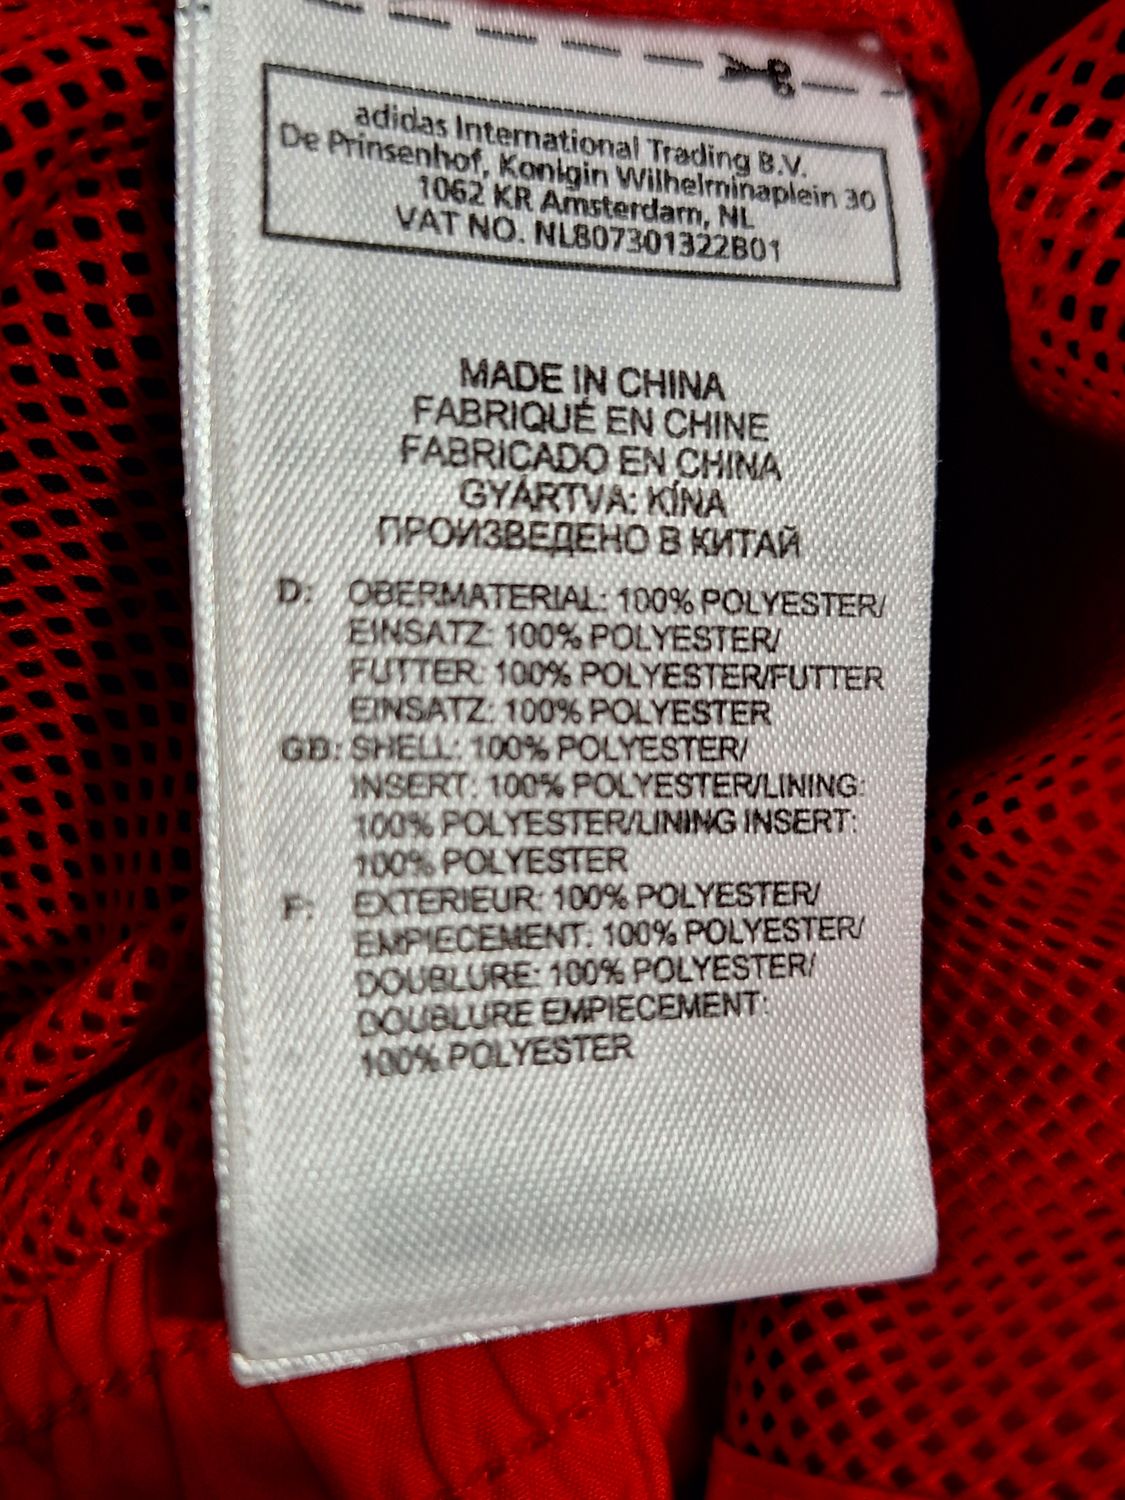 adidas International Trading B.V.
De Prinsenhof, Konigin Wilhelminaplein 30
1062 KR Amsterdam, NL
VAT NO. NL807301322B01
MADE IN CHINA
FABRIQUÉ EN CHINE
FABRICADO EN CHINA
GYÁRTVA: KÍNA
ПРОИЗВЕДЕНО В КИТАЙ
D: OBERMATERIAL: 100% POLYESTER/
EINSATZ: 100% POLYESTER/
FUTTER: 100% POLYESTER/FUTTER
EINSATZ: 100% POLYESTER
GB: SHELL: 100% POLYESTER/
INSERT: 100% POLYESTER/LINING:
100% POLYESTER/LINING INSERT:
100% POLYESTER
F: EXTERIEUR: 100% POLYESTER/
EMPIECEMENT: 100% POLYESTER/
DOUBLURE: 100% POLYESTER/
DOUBLURE EMPIECEMENT:
100% POLYESTER